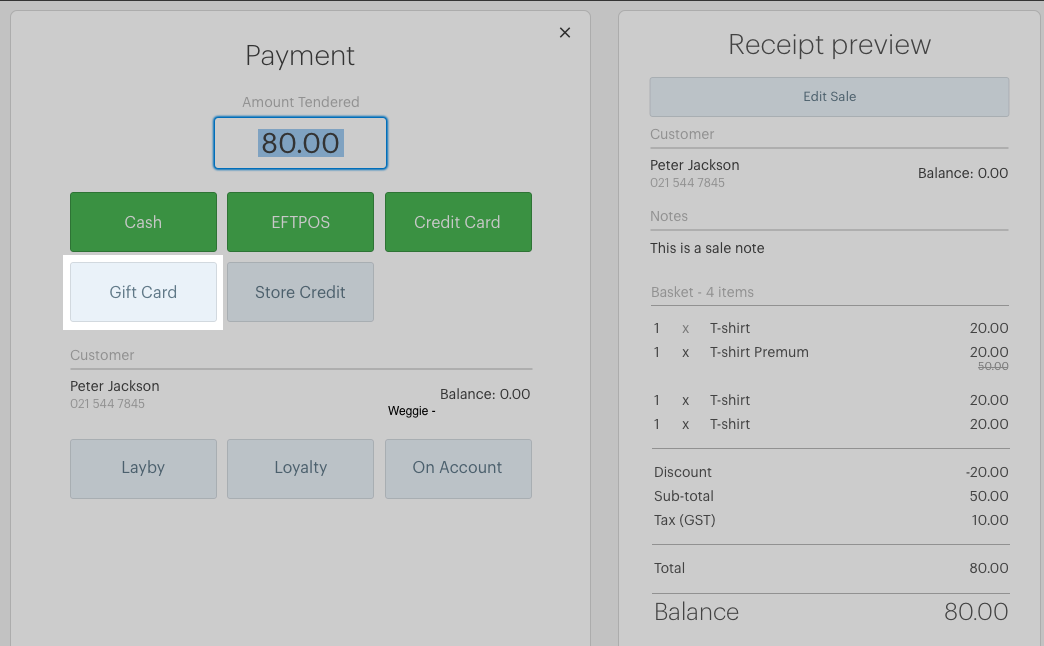 Payment
Amount Tendered
80.00
Cash EFTPOS Credit Card
Gift Card Store Credit
Customer
Peter Jackson
021 544 7845
Balance: 0.00
Weggie -
Layby Loyalty On Account
Receipt preview
Edit Sale
Customer
Peter Jackson
021 544 7845
Balance: 0.00
Notes
This is a sale note
Basket - 4 items
1 x T-shirt 20.00
1 x T-shirt Premum 20.00
50.00
1 x T-shirt 20.00
1 x T-shirt 20.00
Discount -20.00
Sub-total 50.00
Tax (GST) 10.00
Total 80.00
Balance 80.00